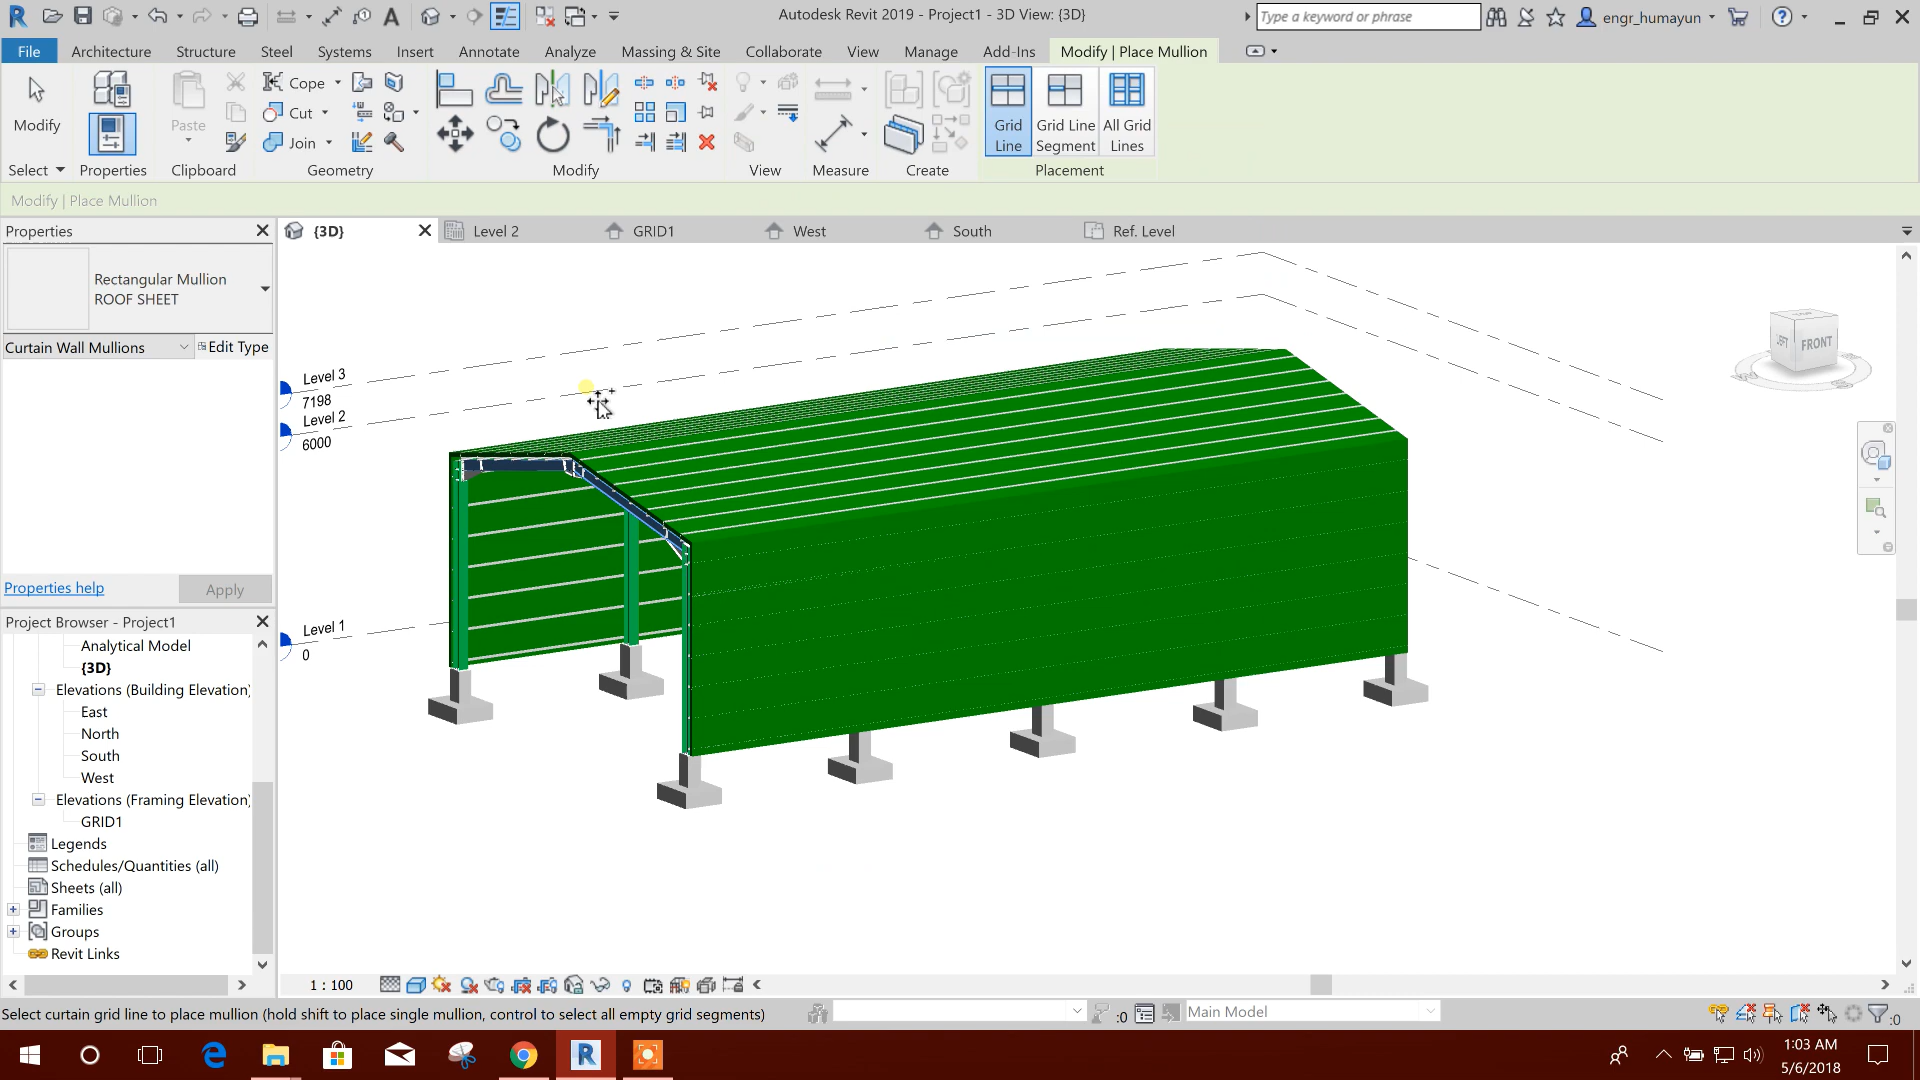 Autodesk Revit 2019 - Project1 - 3D View: {3D}
Type a keyword or phrase
engr_humayun
File
Architecture
Structure
Steel
Systems
Insert
Annotate
Analyze
Massing & Site
Collaborate
View
Manage
Add-Ins
Modify | Place Mullion
Modify
Paste
Cope
Cut
Join
Grid Line
Grid Line Segment
All Grid Lines
Select
Properties
Clipboard
Geometry
Modify
View
Measure
Create
Placement
Modify | Place Mullion
Properties
{3D}
Level 2
GRID1
West
South
Ref. Level
Rectangular Mullion
ROOF SHEET
Curtain Wall Mullions
Edit Type
Properties help
Apply
Level 3
7198
Level 2
6000
Level 1
0
LEFT
FRONT
Project Browser - Project1
Analytical Model
{3D}
Elevations (Building Elevation)
East
North
South
West
Elevations (Framing Elevation)
GRID1
Legends
Schedules/Quantities (all)
Sheets (all)
Families
Groups
Revit Links
1 : 100
Select curtain grid line to place mullion (hold shift to place single mullion, control to select all empty grid segments)
:0
Main Model
:0
1:03 AM
5/6/2018